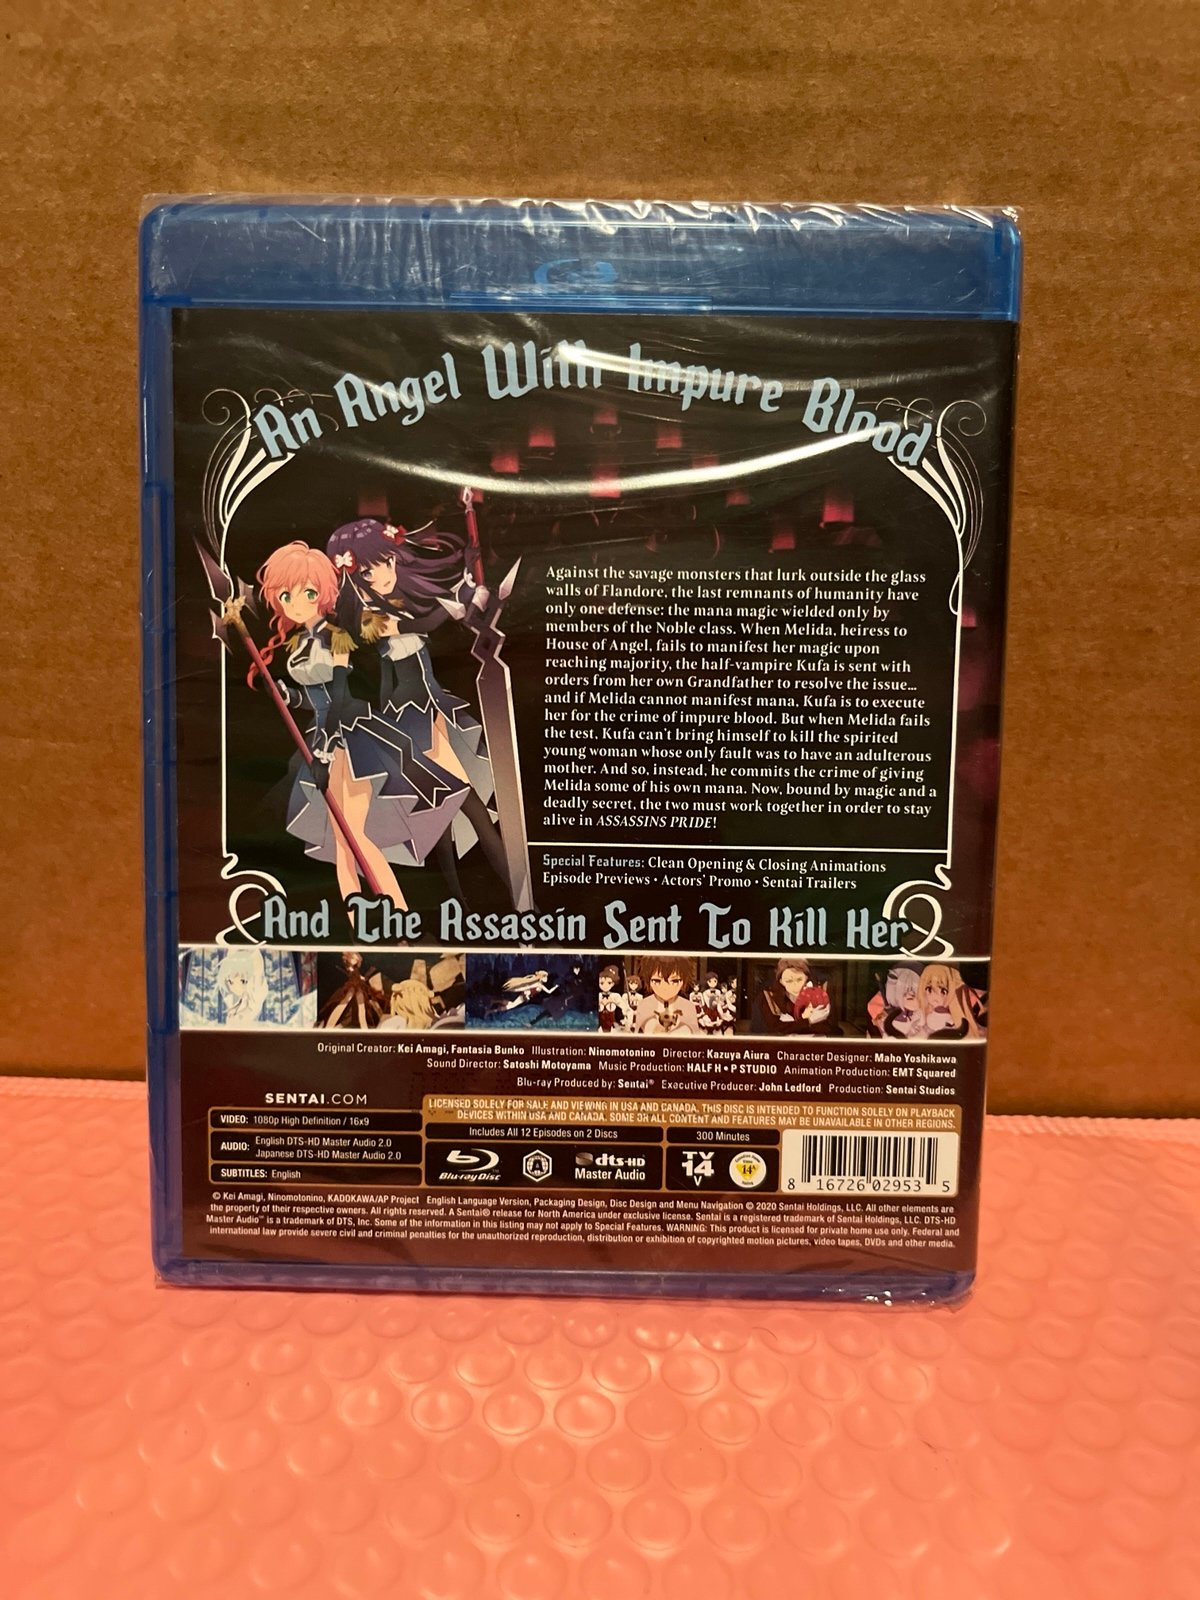 An Angel With Impure Blood
Against the savage monsters that lurk outside the glass
walls of Flandore, the last remnants of humanity have
only one defense: the mana magic wielded only by
members of the Noble class. When Melida, heiress to
House of Angel, fails to manifest her magic upon
reaching majority, the half-vampire Kufa is sent with
orders from her own Grandfather to resolve the issue...
and if Melida cannot manifest mana, Kufa is to execute
her for the crime of impure blood. But when Melida fails
the test, Kufa can't bring himself to kill the spirited
young woman whose only fault was to have an adulterous
mother. And so, instead, he commits the crime of giving
Melida some of his own mana. Now, bound by magic and a
deadly secret, the two must work together in order to stay
alive in ASSASSINS PRIDE!
Special Features: Clean Opening & Closing Animations
Episode Previews • Actors' Promo • Sentai Trailers
And The Assassin Sent To Kill Her
Original Creator: Kei Amagi, Fantasia Bunko Illustration: Ninomotonino Director: Kazuya Aiura Character Designer: Maho Yoshikawa
Sound Director: Satoshi Motoyama Music Production: HALF H•P STUDIO Animation Production: EMT Squared
Blu-ray Produced by: Sentai® Executive Producer: John Ledford Production: Sentai Studios
SENTAI.COM
VIDEO: 1080p High Definition / 16x9
AUDIO: English DTS-HD Master Audio 2.0
Japanese DTS-HD Master Audio 2.0
SUBTITLES: English
LICENSED SOLELY FOR SALE AND VIEWING IN USA AND CANADA. THIS DISC IS INTENDED TO FUNCTION SOLELY ON PLAYBACK
DEVICES WITHIN USA AND CANADA. SOME OR ALL CONTENT AND FEATURES MAY BE UNAVAILABLE IN OTHER REGIONS.
Includes All 12 Episodes on 2 Discs
300 Minutes
Blu-ray Disc™
A
dts-HD
Master Audio
TV
14
V
14
8 16726 02953 5
© Kei Amagi, Ninomotonino, KADOKAWA/AP Project English Language Version, Packaging Design, Disc Design and Menu Navigation © 2020 Sentai Holdings, LLC. All other elements are
the property of their respective owners. All rights reserved. A Sentai® release for North America under exclusive license. Sentai is a registered trademark of Sentai Holdings, LLC. DTS-HD
Master Audio™ is a trademark of DTS, Inc. Some of the information in this listing may not apply to Special Features. WARNING: This product is licensed for private home use only. Federal and
international law provide severe civil and criminal penalties for the unauthorized reproduction, distribution or exhibition of copyrighted motion pictures, video tapes, DVDs and other media.